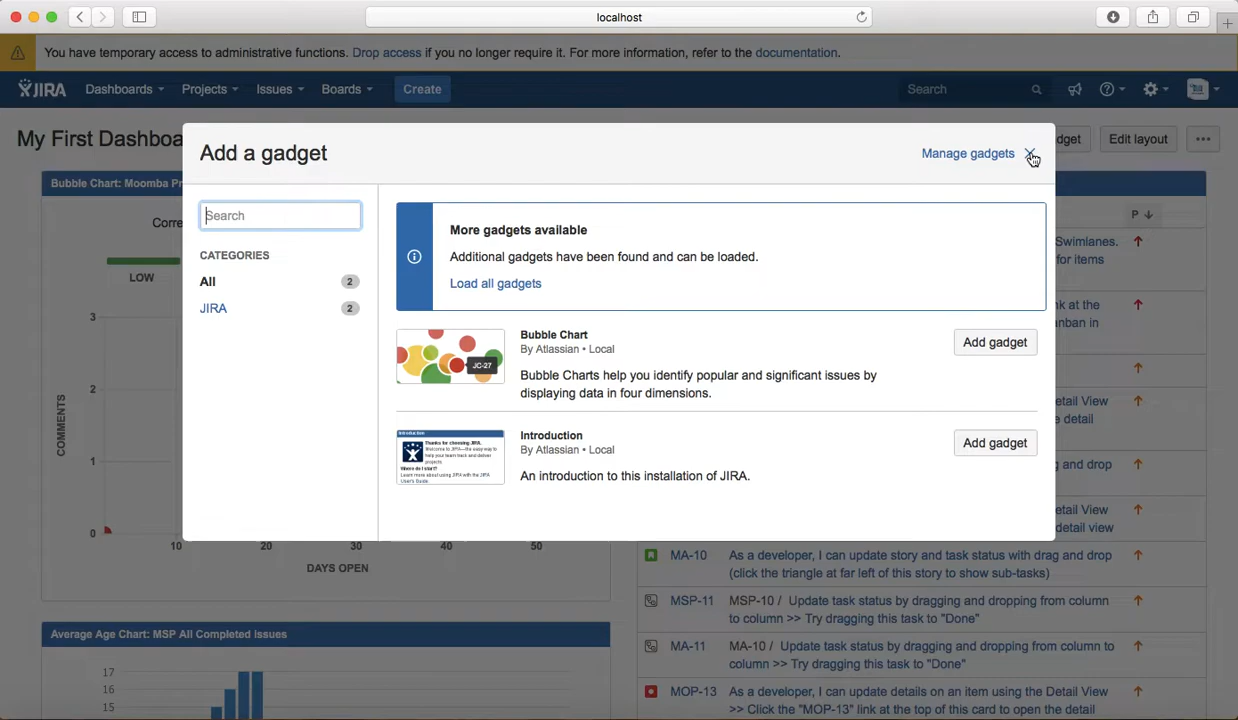 localhost
You have temporary access to administrative functions. Drop access if you no longer require it. For more information, refer to the documentation.
JIRA Dashboards Projects Issues Boards Create Search
My First Dashboa
dget Edit layout
Add a gadget
Manage gadgets
Search
CATEGORIES
All 2
JIRA 2
More gadgets available
Additional gadgets have been found and can be loaded.
Load all gadgets
JC-27
Bubble Chart
By Atlassian • Local
Bubble Charts help you identify popular and significant issues by
displaying data in four dimensions.
Add gadget
Introduction
Thanks for choosing JIRA.
Where do I start?
Introduction
By Atlassian • Local
An introduction to this installation of JIRA.
Add gadget
Bubble Chart: Moomba Pr
Corre
LOW
3
2
1
0
COMMENTS
10 20 30 40 50
DAYS OPEN
Average Age Chart: MSP All Completed Issues
17
16
15
P
Swimlanes.
for items
k at the
nban in
etail View
e detail
g and drop
etail View
detail view
MA-10 As a developer, I can update story and task status with drag and drop
(click the triangle at far left of this story to show sub-tasks)
MSP-11 MSP-10 / Update task status by dragging and dropping from column
to column >> Try dragging this task to "Done"
MA-11 MA-10 / Update task status by dragging and dropping from column to
column >> Try dragging this task to "Done"
MOP-13 As a developer, I can update details on an item using the Detail View
>> Click the "MOP-13" link at the top of this card to open the detail